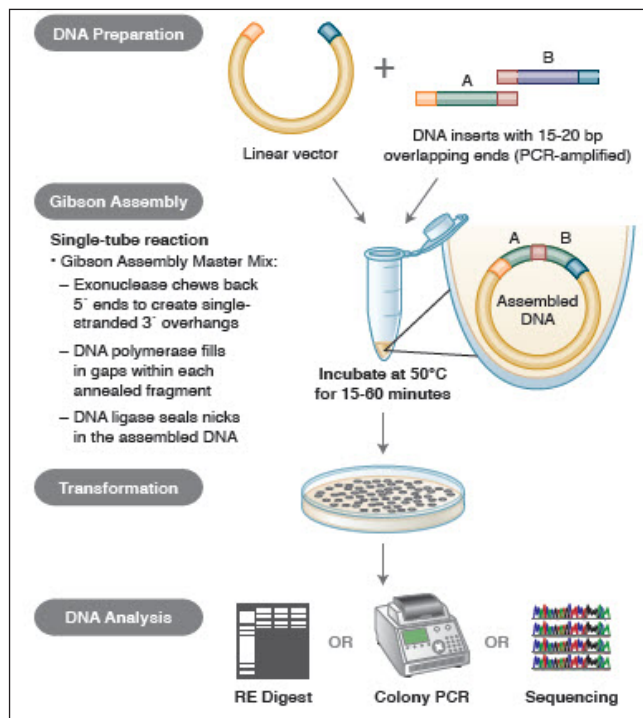 DNA Preparation
A
B
Linear vector
DNA inserts with 15-20 bp
overlapping ends (PCR-amplified)
Gibson Assembly
Single-tube reaction
• Gibson Assembly Master Mix:
– Exonuclease chews back
5´ ends to create single-
stranded 3´ overhangs
– DNA polymerase fills
in gaps within each
annealed fragment
– DNA ligase seals nicks
in the assembled DNA
A B
Assembled
DNA
Incubate at 50°C
for 15-60 minutes
Transformation
DNA Analysis
OR
OR
RE Digest
Colony PCR
Sequencing